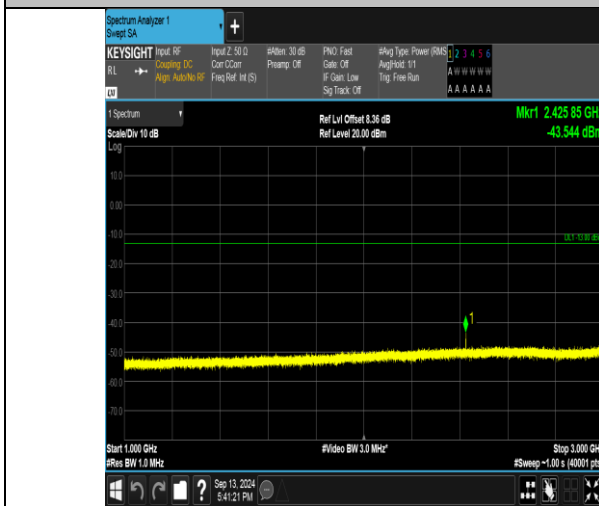 Spectrum Analyzer 1
Swept SA
+
KEYSIGHT Input: RF Input Z: 50 Ω #Atten: 30 dB PNO: Fast #Avg Type: Power (RMS 1 2 3 4 5 6
RL Coupling: DC Corr CCorr Preamp: Off Gate: Off Avg|Hold: 1/1 A W W W W W
Align: Auto/No RF Freq Ref: Int (S) IF Gain: Low Trig: Free Run
Sig Track: Off A A A A A A
1 Spectrum Ref Lvl Offset 8.36 dB Mkr1 2.425 85 GH
Scale/Div 10 dB Ref Level 20.00 dBm -43.544 dBm
Log
10.0
0.00
-10.0
DL1 -13.00 dB
-20.0
-30.0
-40.0
1
-50.0
-60.0
-70.0
Start 1.000 GHz #Video BW 3.0 MHz* Stop 3.000 GH
#Res BW 1.0 MHz #Sweep ~1.00 s (40001 pts
? Sep 13, 2024
5:41:21 PM